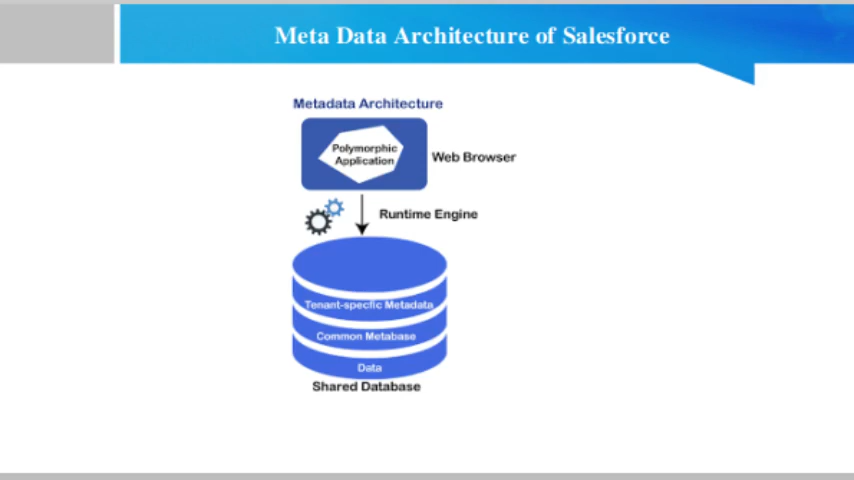 Meta Data Architecture of Salesforce
Metadata Architecture
Polymorphic
Application
Web Browser
Runtime Engine
Tenant-specfic Metadata
Common Metabase
Data
Shared Database